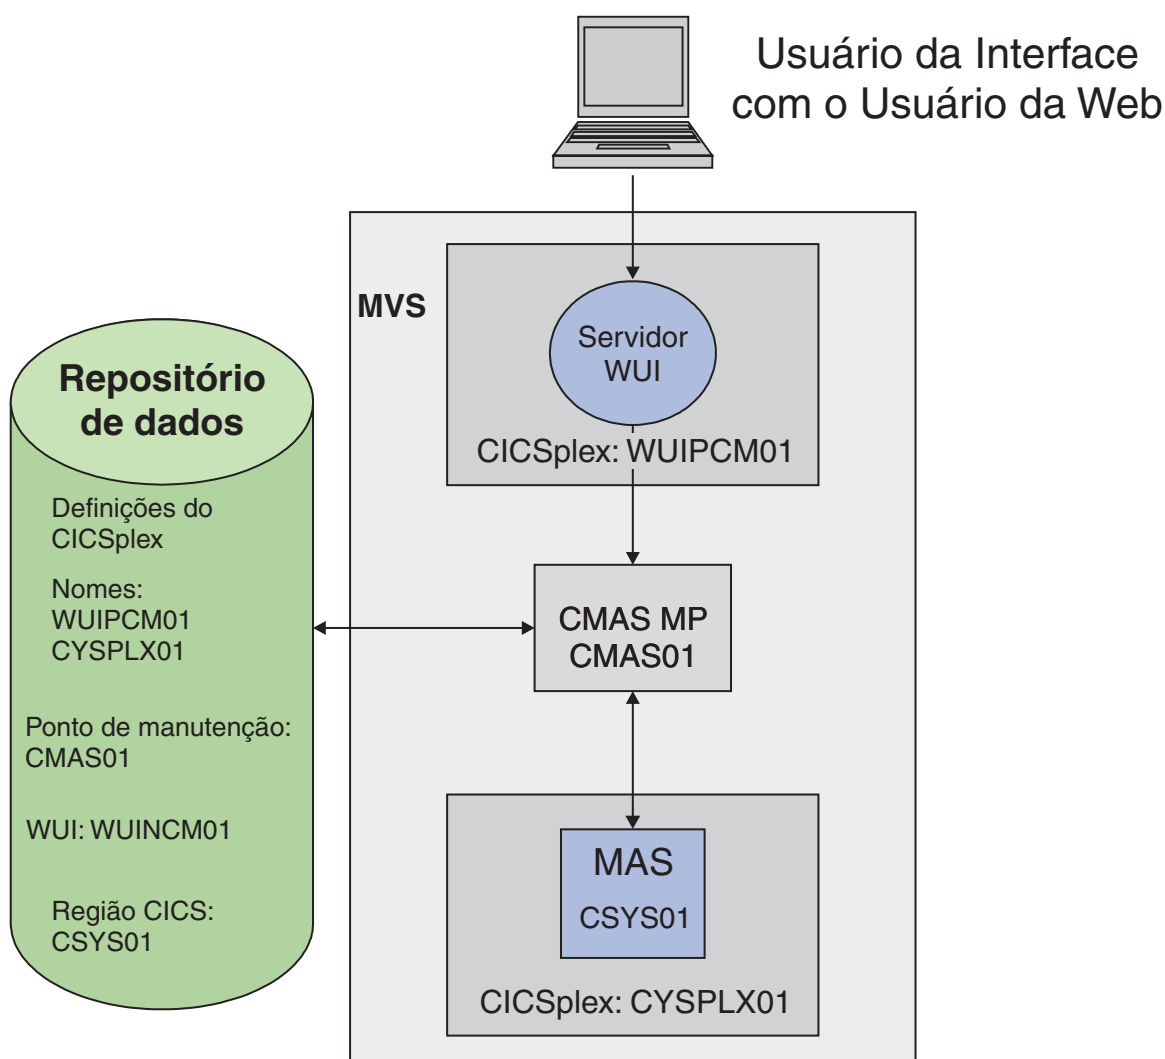 Usuário da Interface
com o Usuário da Web
MVS
Servidor
WUI
CICSplex: WUIPCM01
Repositório
de dados
Definições do
CICSplex
Nomes:
WUIPCM01
CYSPLX01
Ponto de manutenção:
CMAS01
WUI: WUINCM01
Região CICS:
CSYS01
CMAS MP
CMAS01
MAS
CSYS01
CICSplex: CYSPLX01